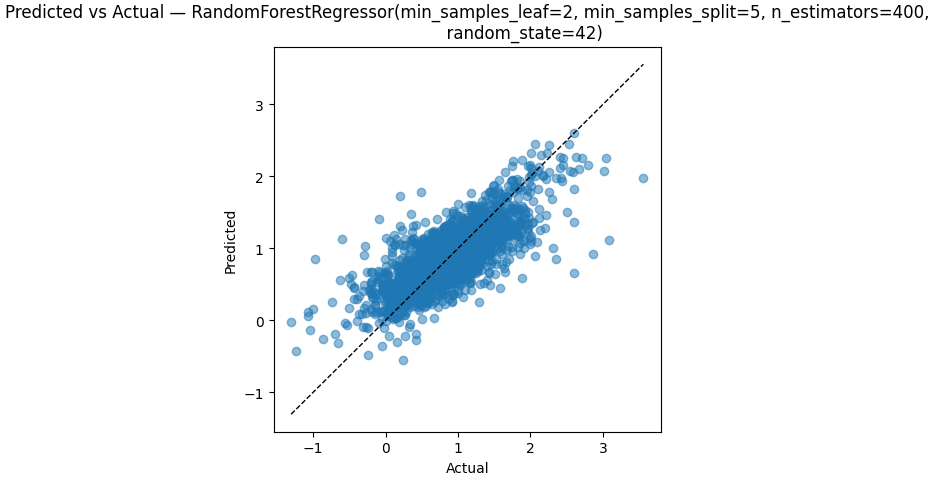 Predicted vs Actual — RandomForestRegressor(min_samples_leaf=2, min_samples_split=5, n_estimators=400,
random_state=42)
3
2
1
0
−1
Predicted
−1
0
1
2
3
Actual